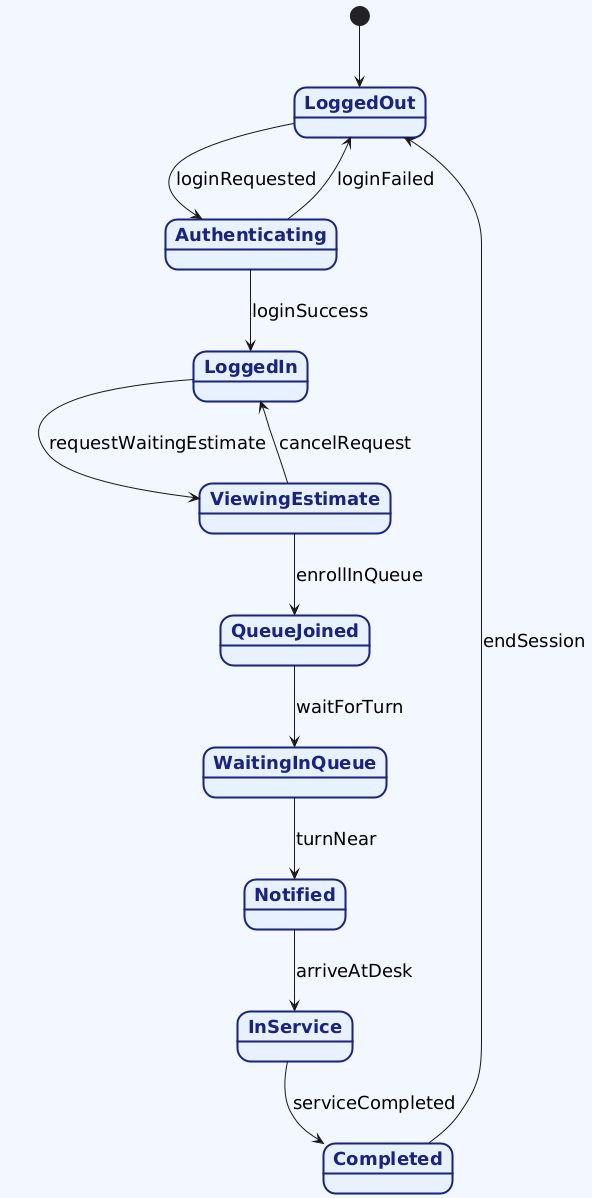 LoggedOut
loginRequested
loginFailed
Authenticating
loginSuccess
LoggedIn
requestWaitingEstimate
cancelRequest
ViewingEstimate
enrollInQueue
QueueJoined
endSession
waitForTurn
WaitingInQueue
turnNear
Notified
arriveAtDesk
InService
serviceCompleted
Completed